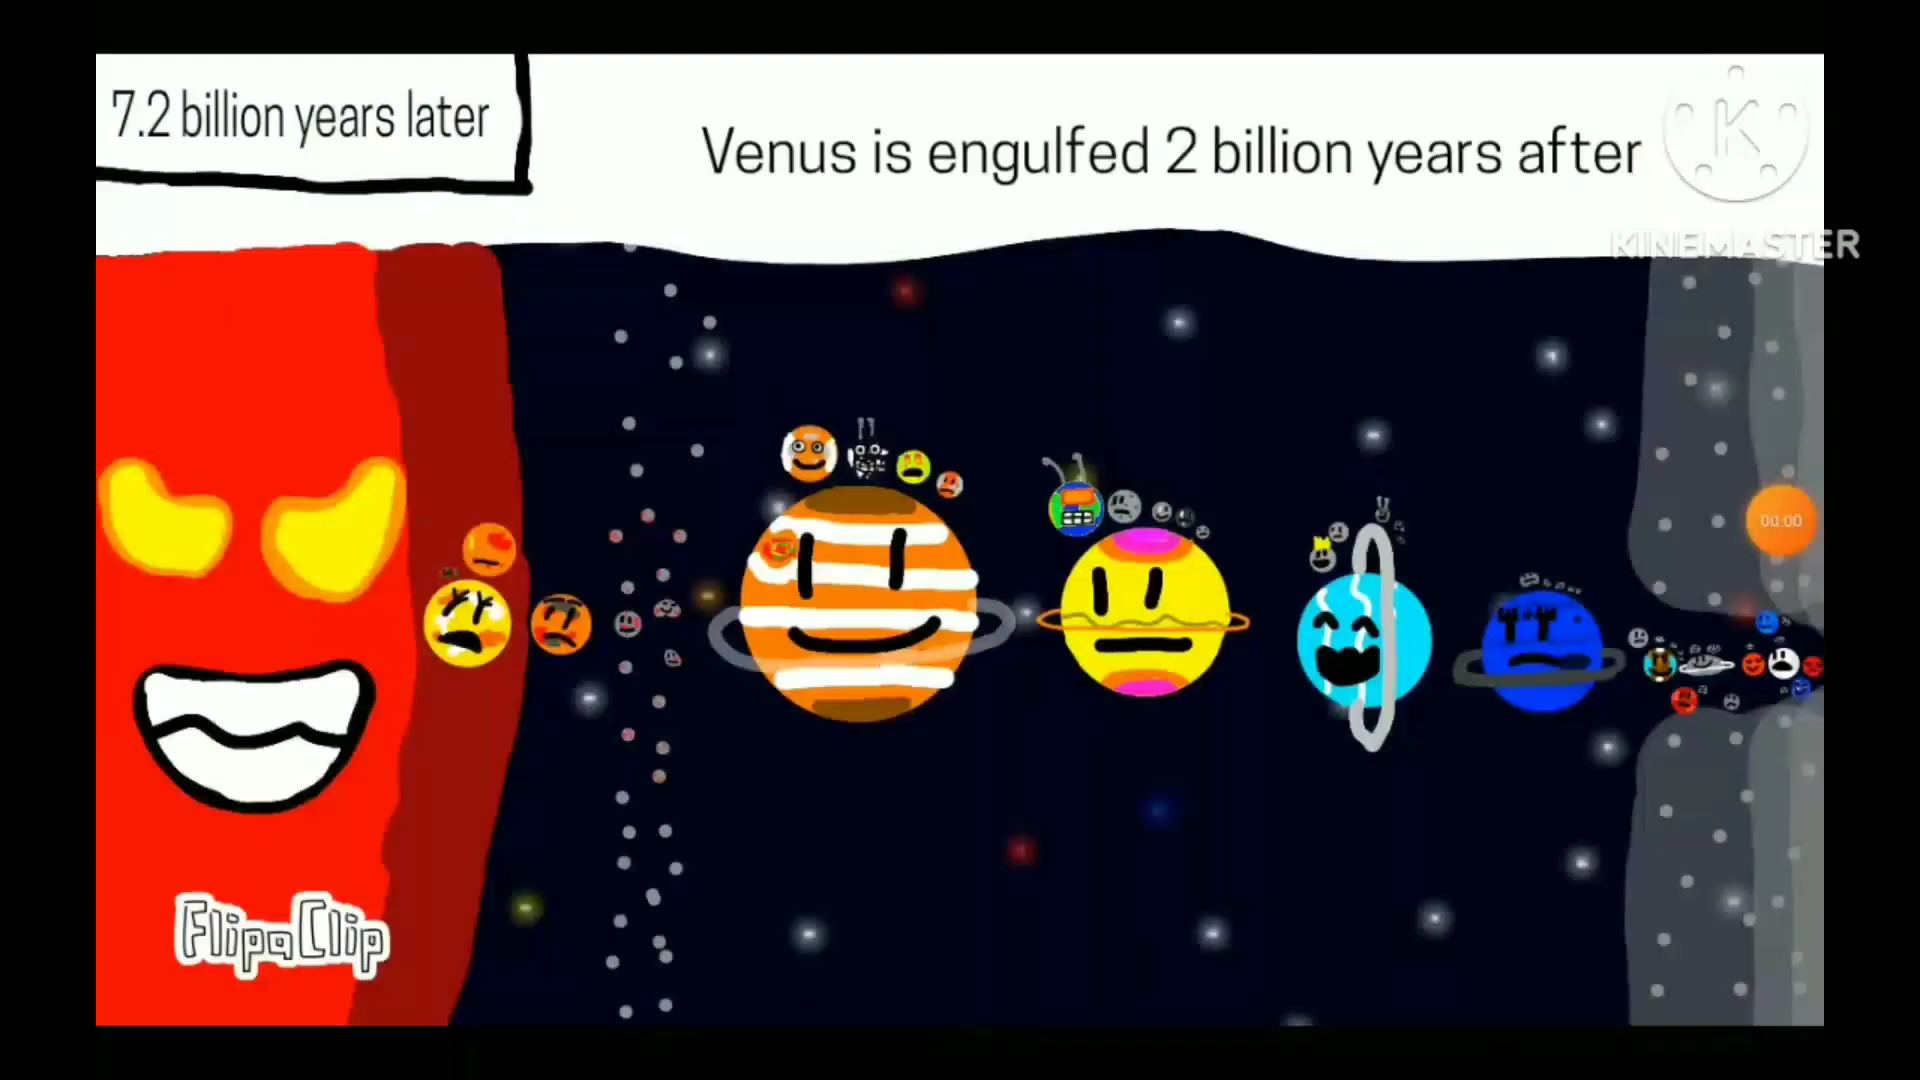 7.2 billion years later
Venus is engulfed 2 billion years after
K
KINEMASTER
00:00
FlipaClip